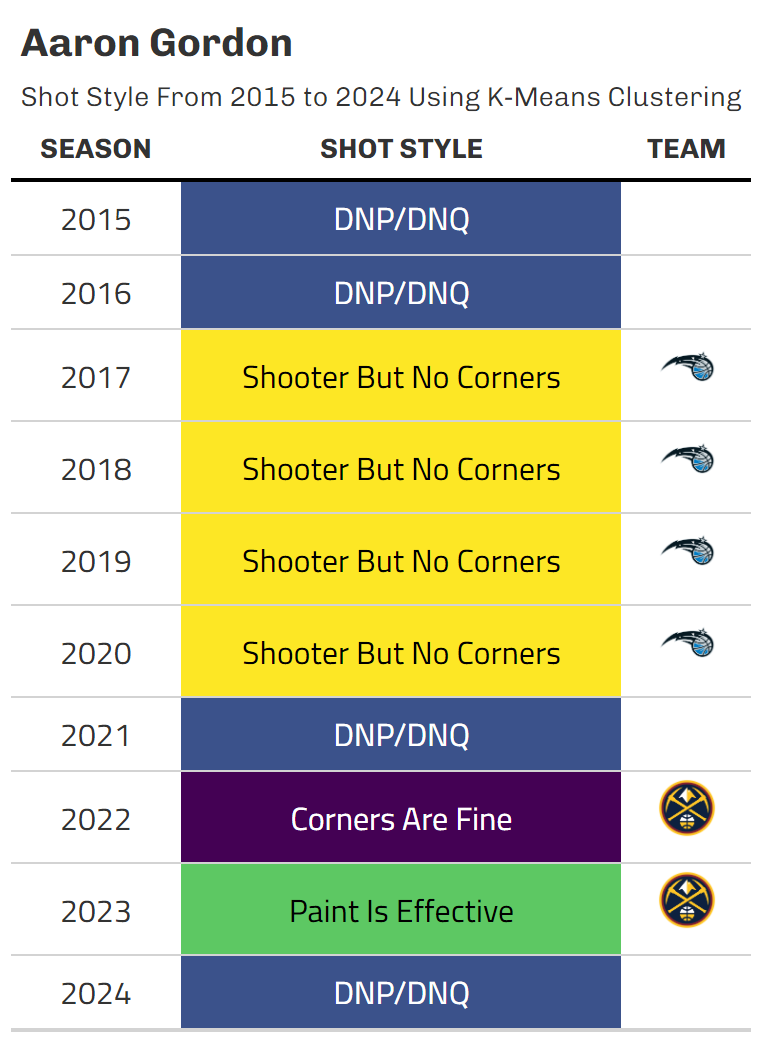 Aaron Gordon
Shot Style From 2015 to 2024 Using K-Means Clustering
SEASON SHOT STYLE TEAM
2015 DNP/DNQ
2016 DNP/DNQ
2017 Shooter But No Corners
2018 Shooter But No Corners
2019 Shooter But No Corners
2020 Shooter But No Corners
2021 DNP/DNQ
2022 Corners Are Fine
2023 Paint Is Effective
2024 DNP/DNQ